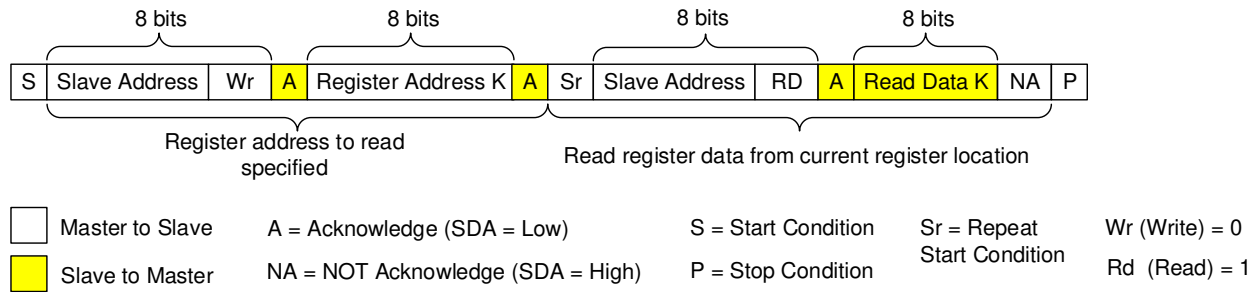 8 bits 8 bits 8 bits 8 bits
S Slave Address Wr A Register Address K A Sr Slave Address RD A Read Data K NA P
Register address to read
specified
Read register data from current register location
Master to Slave A = Acknowledge (SDA = Low) S = Start Condition Sr = Repeat
Start Condition Wr (Write) = 0
Slave to Master NA = NOT Acknowledge (SDA = High) P = Stop Condition Rd (Read) = 1